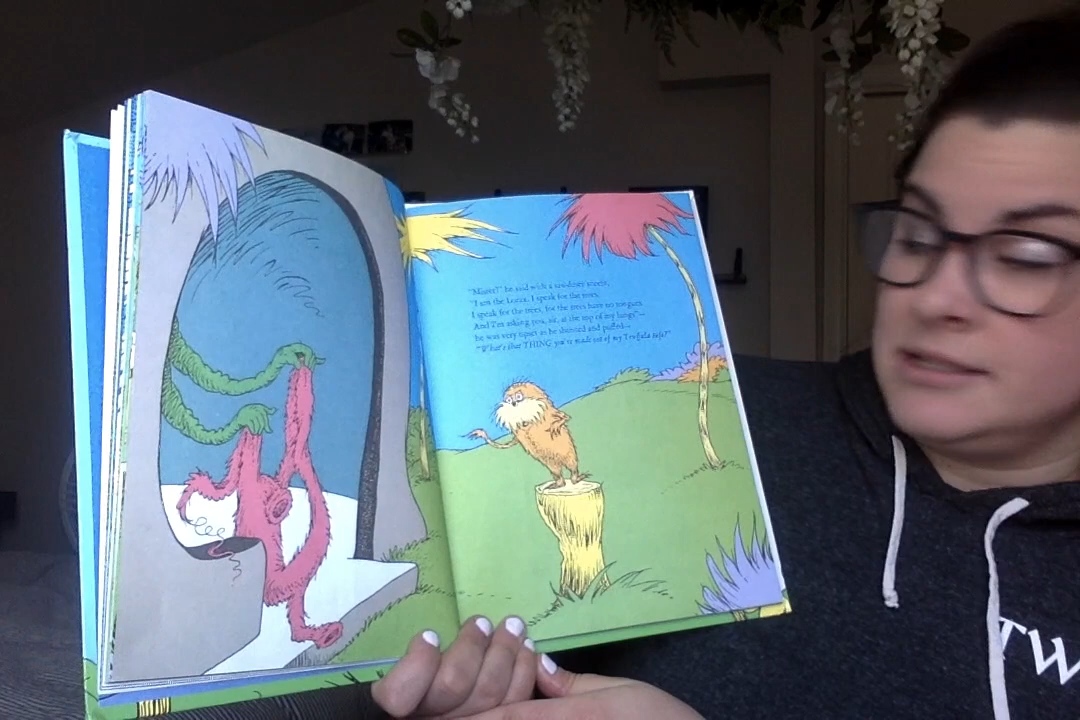 "Mister!" he said with a sawdusty sneeze,
"I am the Lorax. I speak for the trees.
I speak for the trees, for the trees have no tongues.
And I'm asking you, sir, at the top of my lungs"—
he was very upset as he shouted and puffed—
"What's that THING you've made out of my Truffula tuft?"
TW